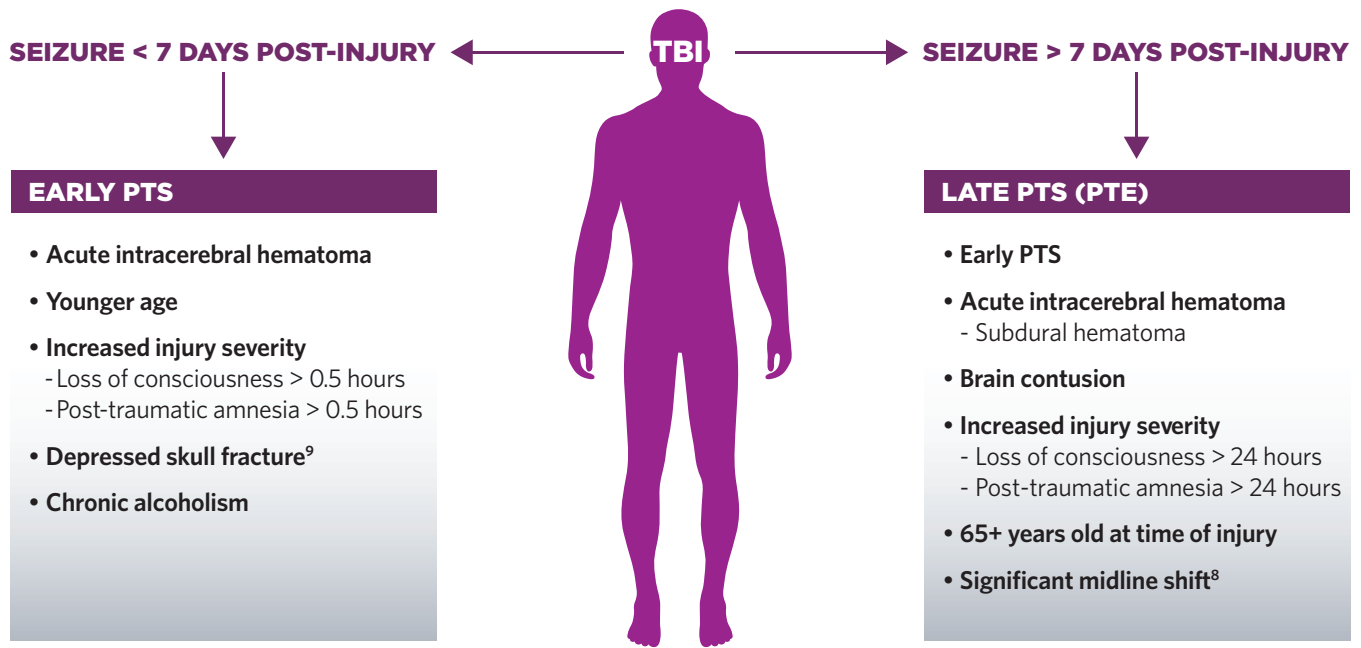 SEIZURE < 7 DAYS POST-INJURY
TBI
SEIZURE > 7 DAYS POST-INJURY
EARLY PTS
• Acute intracerebral hematoma
• Younger age
• Increased injury severity
- Loss of consciousness > 0.5 hours
- Post-traumatic amnesia > 0.5 hours
• Depressed skull fracture⁹
• Chronic alcoholism
LATE PTS (PTE)
• Early PTS
• Acute intracerebral hematoma
- Subdural hematoma
• Brain contusion
• Increased injury severity
- Loss of consciousness > 24 hours
- Post-traumatic amnesia > 24 hours
• 65+ years old at time of injury
• Significant midline shift⁸